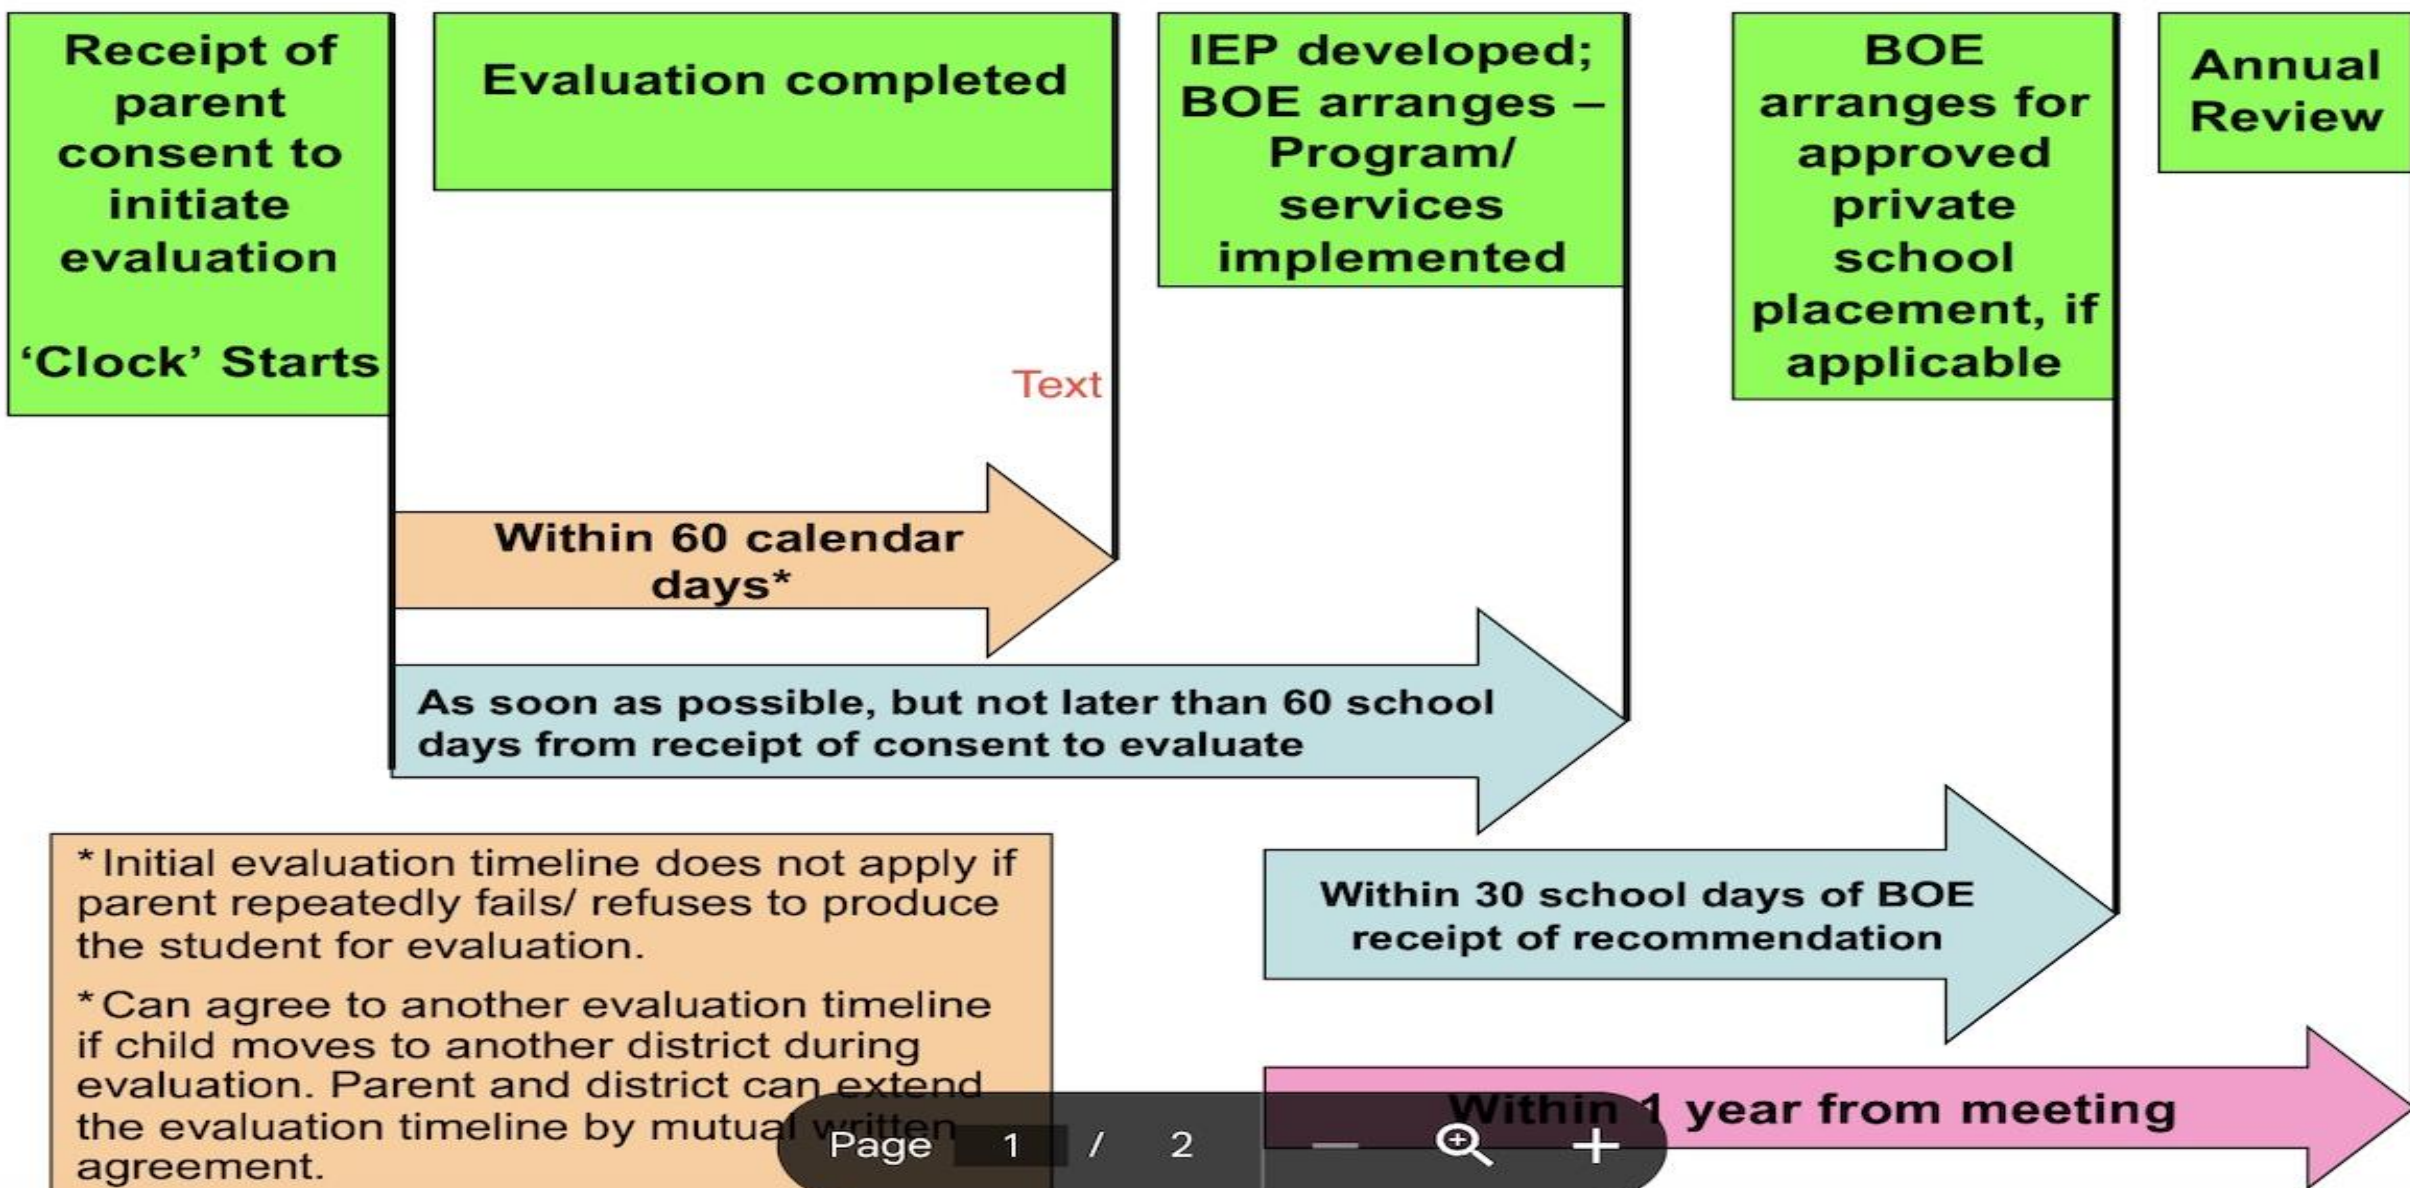 Receipt of
parent
consent to
initiate
evaluation
‘Clock’ Starts
Evaluation completed
IEP developed;
BOE arranges –
Program/
services
implemented
BOE
arranges for
approved
private
school
placement, if
applicable
Annual
Review
Text
Within 60 calendar
days*
As soon as possible, but not later than 60 school
days from receipt of consent to evaluate
Within 30 school days of BOE
receipt of recommendation
Within 1 year from meeting
* Initial evaluation timeline does not apply if
parent repeatedly fails/ refuses to produce
the student for evaluation.
* Can agree to another evaluation timeline
if child moves to another district during
evaluation. Parent and district can extend
the evaluation timeline by mutual written
agreement.
Page 1 / 2